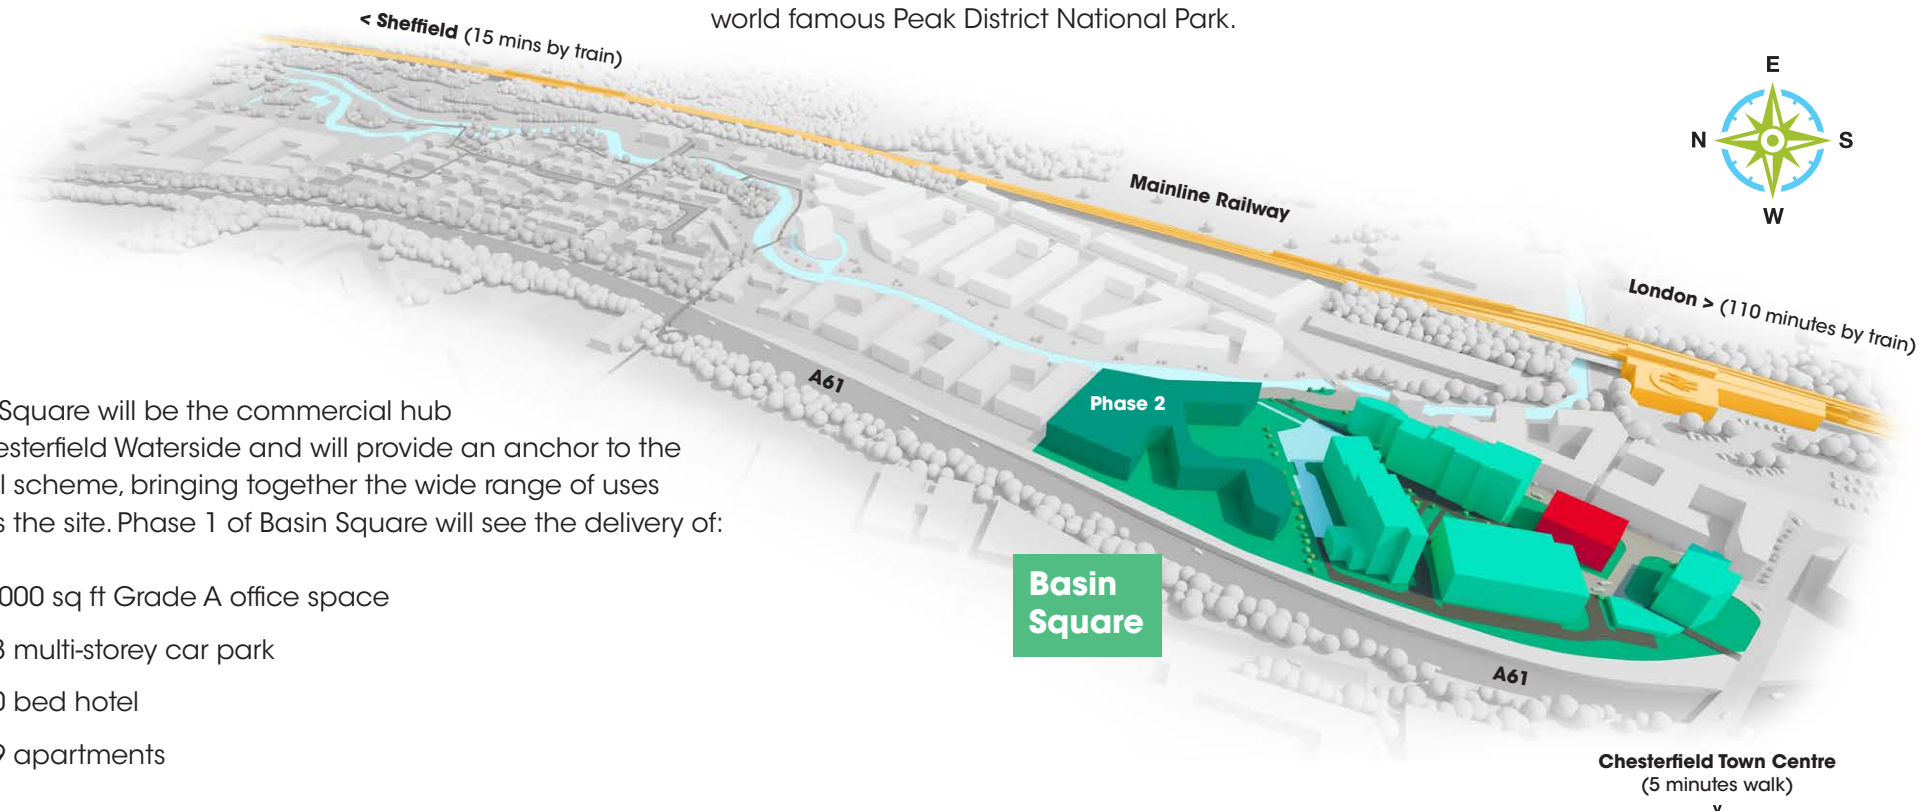 world famous Peak District National Park.
< Sheffield (15 mins by train)
E
N
S
W
Mainline Railway
London > (110 minutes by train)
A61
Phase 2
Square will be the commercial hub
esterfield Waterside and will provide an anchor to the
l scheme, bringing together the wide range of uses
s the site. Phase 1 of Basin Square will see the delivery of:
000 sq ft Grade A office space
multi-storey car park
bed hotel
apartments
Basin
Square
A61
Chesterfield Town Centre
(5 minutes walk)